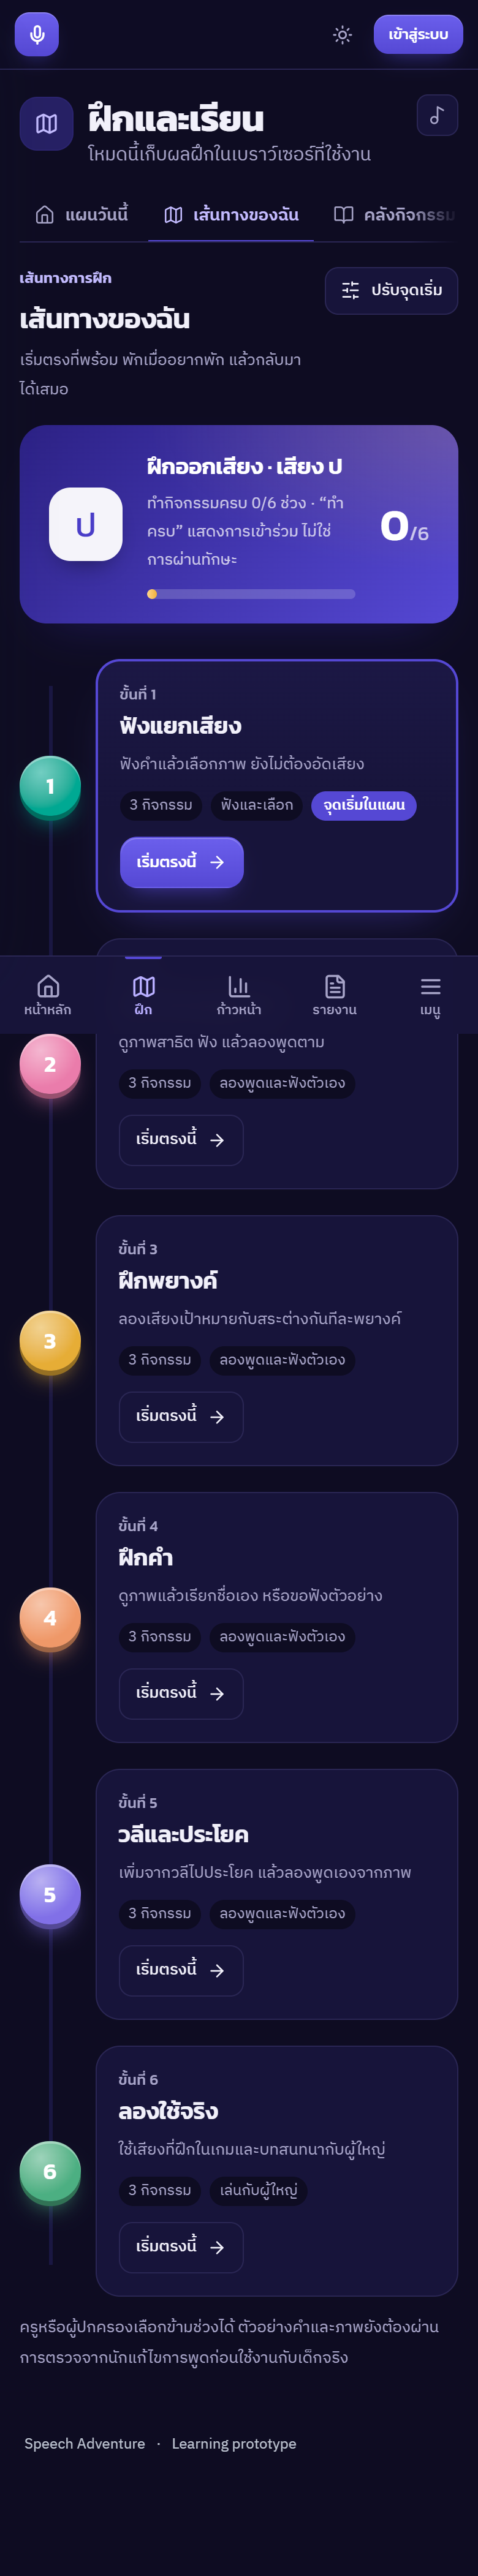 เข้าสู่ระบบ
ฝึกและเรียน
โหมดนี้เก็บผลฝึกในเบราว์เซอร์ที่ใช้งาน
แผนวันนี้
เส้นทางของฉัน
คลังกิจกรรม
เส้นทางการฝึก
ปรับจุดเริ่ม
เส้นทางของฉัน
เริ่มตรงที่พร้อม พักเมื่ออยากพัก แล้วกลับมา
ได้เสมอ
ป
ฝึกออกเสียง · เสียง ป
ทำกิจกรรมครบ 0/6 ช่วง · “ทำ
ครบ” แสดงการเข้าร่วม ไม่ใช่
การผ่านทักษะ
0/6
1
ขั้นที่ 1
ฟังแยกเสียง
ฟังคำแล้วเลือกภาพ ยังไม่ต้องอัดเสียง
3 กิจกรรม
ฟังและเลือก
จุดเริ่มในแผน
เริ่มตรงนี้
หน้าหลัก
ฝึก
ก้าวหน้า
รายงาน
เมนู
2
ดูภาพสาธิต ฟัง แล้วลองพูดตาม
3 กิจกรรม
ลองพูดและฟังตัวเอง
เริ่มตรงนี้
3
ขั้นที่ 3
ฝึกพยางค์
ลองเสียงเป้าหมายกับสระต่างกันทีละพยางค์
3 กิจกรรม
ลองพูดและฟังตัวเอง
เริ่มตรงนี้
4
ขั้นที่ 4
ฝึกคำ
ดูภาพแล้วเรียกชื่อเอง หรือขอฟังตัวอย่าง
3 กิจกรรม
ลองพูดและฟังตัวเอง
เริ่มตรงนี้
5
ขั้นที่ 5
วลีและประโยค
เพิ่มจากวลีไปประโยค แล้วลองพูดเองจากภาพ
3 กิจกรรม
ลองพูดและฟังตัวเอง
เริ่มตรงนี้
6
ขั้นที่ 6
ลองใช้จริง
ใช้เสียงที่ฝึกในเกมและบทสนทนากับผู้ใหญ่
3 กิจกรรม
เล่นกับผู้ใหญ่
เริ่มตรงนี้
ครูหรือผู้ปกครองเลือกข้ามช่วงได้ ตัวอย่างคำและภาพยังต้องผ่าน
การตรวจจากนักแก้ไขการพูดก่อนใช้งานกับเด็กจริง
Speech Adventure · Learning prototype